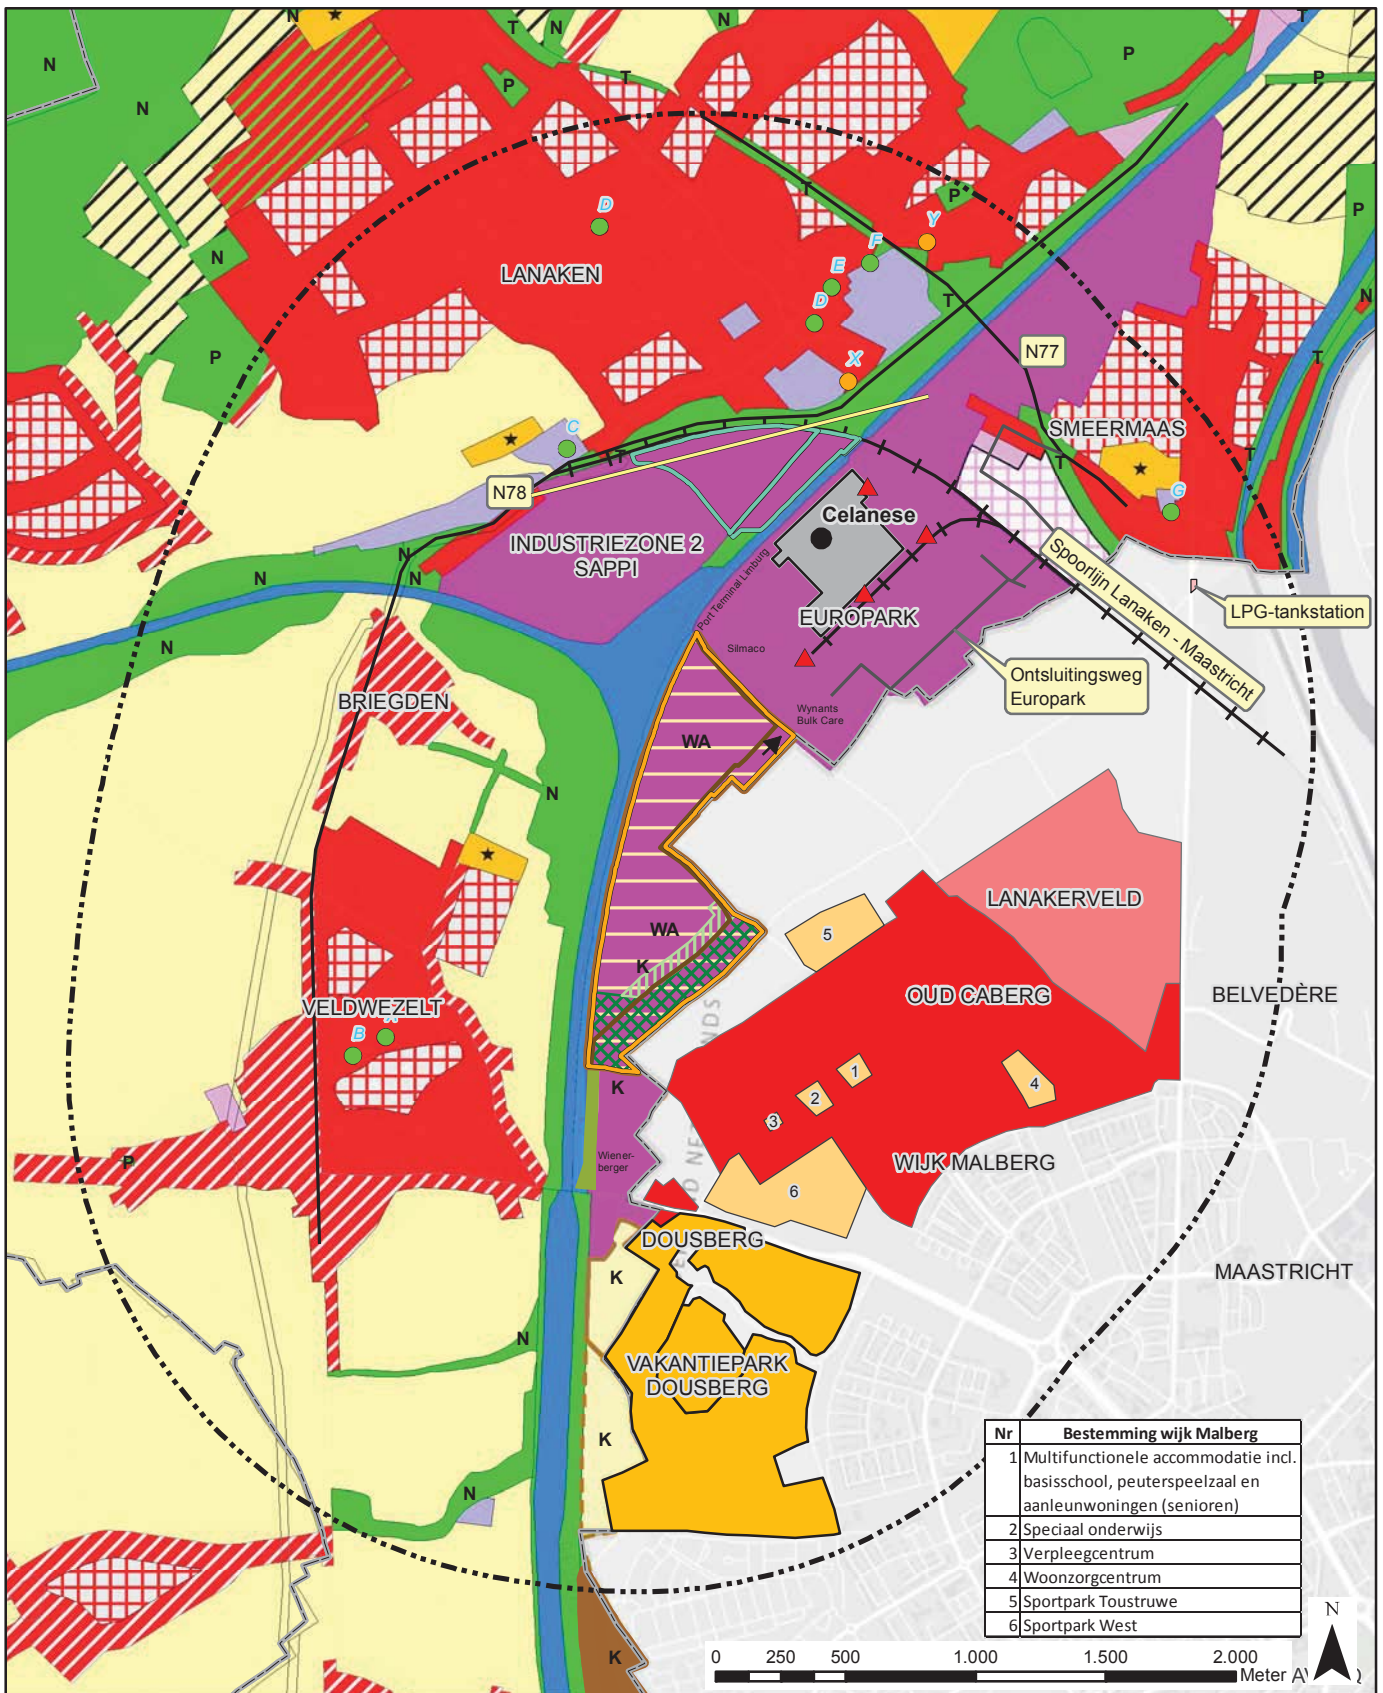 N
T
N
N
T
N
P
P
T
P
N
D
T
P
Y
P
N
F
LANAKEN
E
D
T
N
P
X
N77
T
C
SMEERMAAS
T
T
T
N78
G
Celanese
INDUSTRIEZONE 2
SAPPI
N
N
N
Port Terminal Limburg
Spoorlijn Lanaken - Maastricht
LPG-tankstation
EUROPARK
N
Silmaco
Ontsluitingsweg
Europark
BRIEGDEN
Wynants
Bulk Care
WA
N
LANAKERVELD
WA
5
K
OUD CABERG
BELVEDÈRE
VELDWEZELT
B
1
K
2
4
3
Wiener-
berger
WIJK MALBERG
P
6
DOUSBERG
K
MAASTRICHT
N
VAKANTIEPARK
DOUSBERG
K
N
Nr Bestemming wijk Malberg
1 Multifunctionele accommodatie incl.
basisschool, peuterspeelzaal en
aanleunwoningen (senioren)
2 Speciaal onderwijs
3 Verpleegcentrum
4 Woonzorgcentrum
5 Sportpark Toustruwe
6 Sportpark West
N
K
0 250 500 1.000 1.500 2.000
Meter